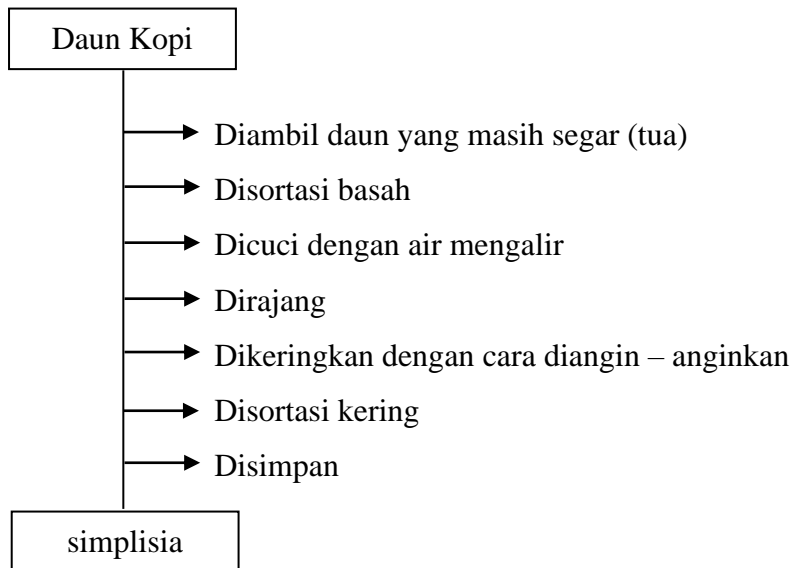 Daun Kopi
Diambil daun yang masih segar (tua)
Disortasi basah
Dicuci dengan air mengalir
Dirajang
Dikeringkan dengan cara diangin – anginkan
Disortasi kering
Disimpan
simplisia